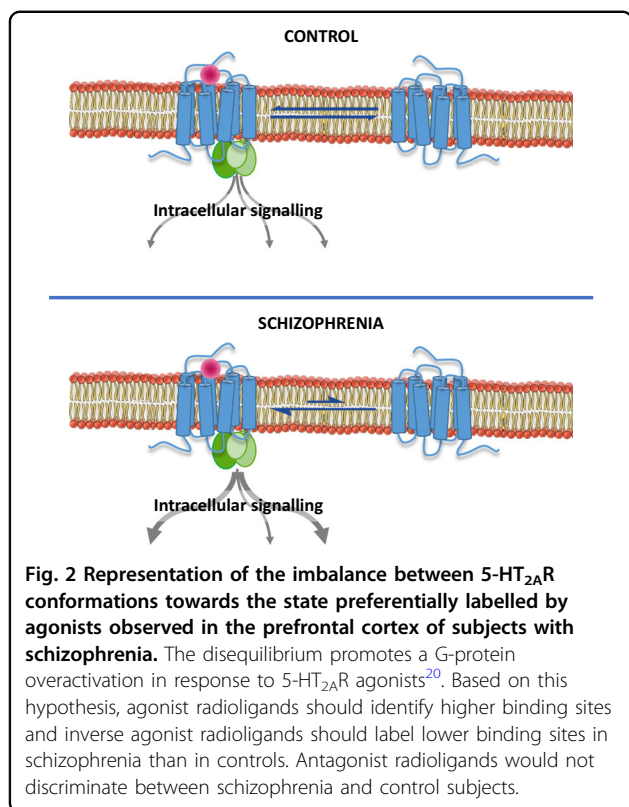 CONTROL
Intracellular signalling
SCHIZOPHRENIA
Intracellular signalling
Fig. 2 Representation of the imbalance between 5-HT2AR
conformations towards the state preferentially labelled by
agonists observed in the prefrontal cortex of subjects with
schizophrenia. The disequilibrium promotes a G-protein
overactivation in response to 5-HT2AR agonists20. Based on this
hypothesis, agonist radioligands should identify higher binding sites
and inverse agonist radioligands should label lower binding sites in
schizophrenia than in controls. Antagonist radioligands would not
discriminate between schizophrenia and control subjects.